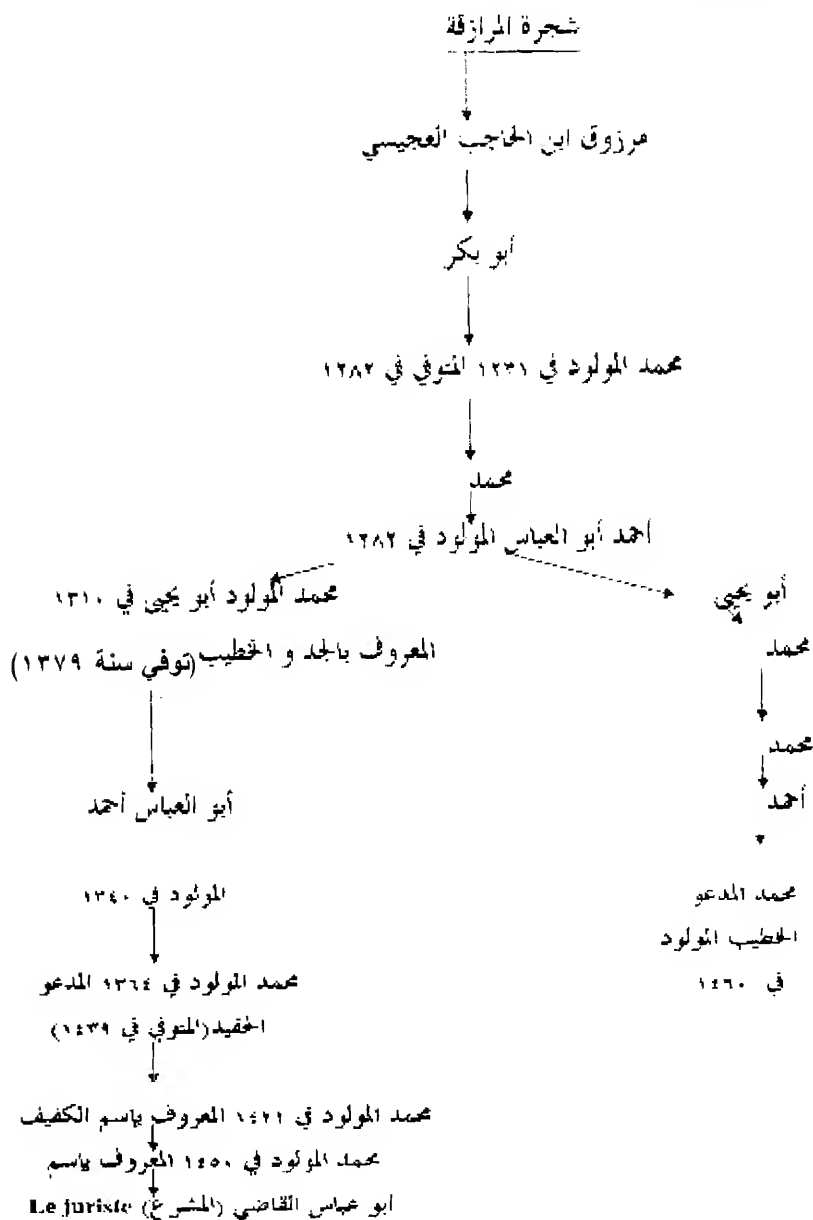 شجرة المرازقة
مرزوق ابن الحاجب العجيسي
أبو بكر
محمد المولود في ١٢٣١ المتوفي في ١٢٨٢
محمد
أحمد أبو العباس المولود في ١٢٨٢
أبو يحيى
محمد المولود أبو يحيى في ١٣١٠
محمد
المعروف بالجد و الخطيب (توفي سنة ١٣٧٩)
محمد
أحمد
أبو العباس أحمد
محمد المدعو
المولود في ١٣٤٠
الخطيب المولود
في ١٤٦٠
محمد المولود في ١٣٦٤ المدعو
الحقيد (المتوفي في ١٤٣٩)
محمد المولود في ١٤٢١ المعروف باسم الكفيف
محمد المولود في ١٤٥٠ المعروف باسم
ابو عباس القاضي (المشرع) Le juriste